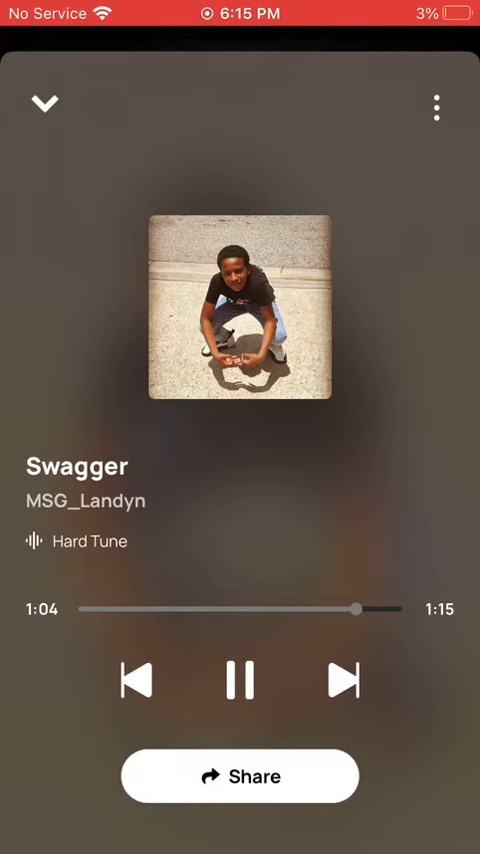 No Service 6:15 PM 3%
Swagger
MSG_Landyn
Hard Tune
1:04 1:15
Share